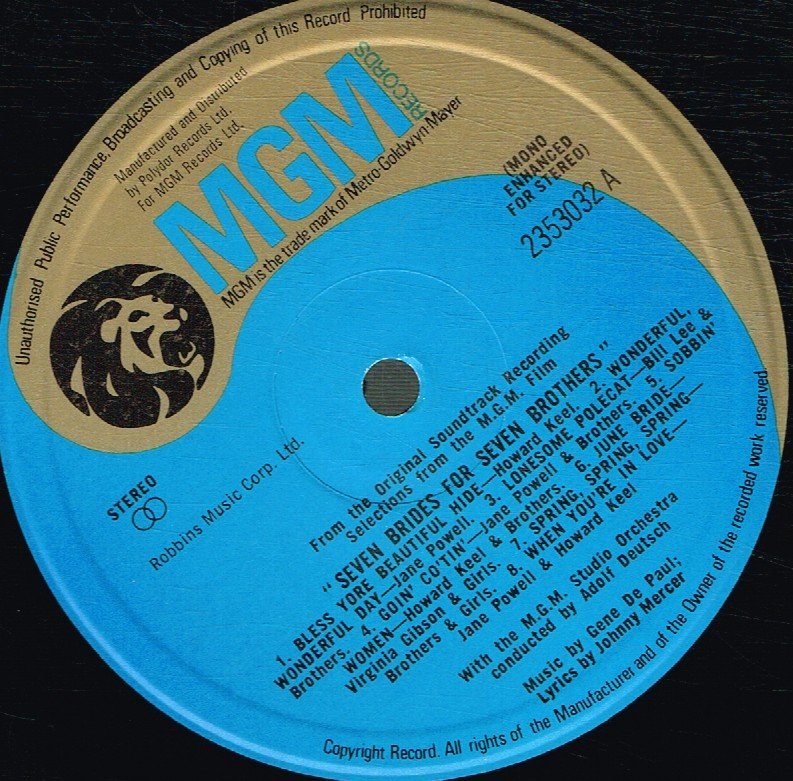 Unauthorised Public Performance, Broadcasting and Copying of this Record Prohibited
Manufactured and Distributed
by Polydor Records Ltd.
For MGM Records Ltd.
MGM
RECORDS
MGM is the trade mark of Metro-Goldwyn-Mayer
(MONO
ENHANCED
FOR STEREO)
2353032 A
STEREO
Robbins Music Corp. Ltd.
From the Original Soundtrack Recording
Selections from the M.G.M. Film
"SEVEN BRIDES FOR SEVEN BROTHERS"
1. BLESS YORE BEAUTIFUL HIDE—Howard Keel. 2. WONDERFUL,
WONDERFUL DAY—Jane Powell. 3. LONESOME POLECAT—Bill Lee &
Brothers. 4. GOIN' CO'TIN'—Jane Powell & Brothers. 5. SOBBIN'
WOMEN—Howard Keel & Brothers. 6. JUNE BRIDE—
Virginia Gibson & Girls. 7. SPRING, SPRING, SPRING—
Brothers & Girls. 8. WHEN YOU'RE IN LOVE—
Jane Powell & Howard Keel
With the M.G.M. Studio Orchestra
conducted by Adolf Deutsch
Music by Gene De Paul;
Lyrics by Johnny Mercer
Copyright Record. All rights of the Manufacturer and of the Owner of the recorded work reserved